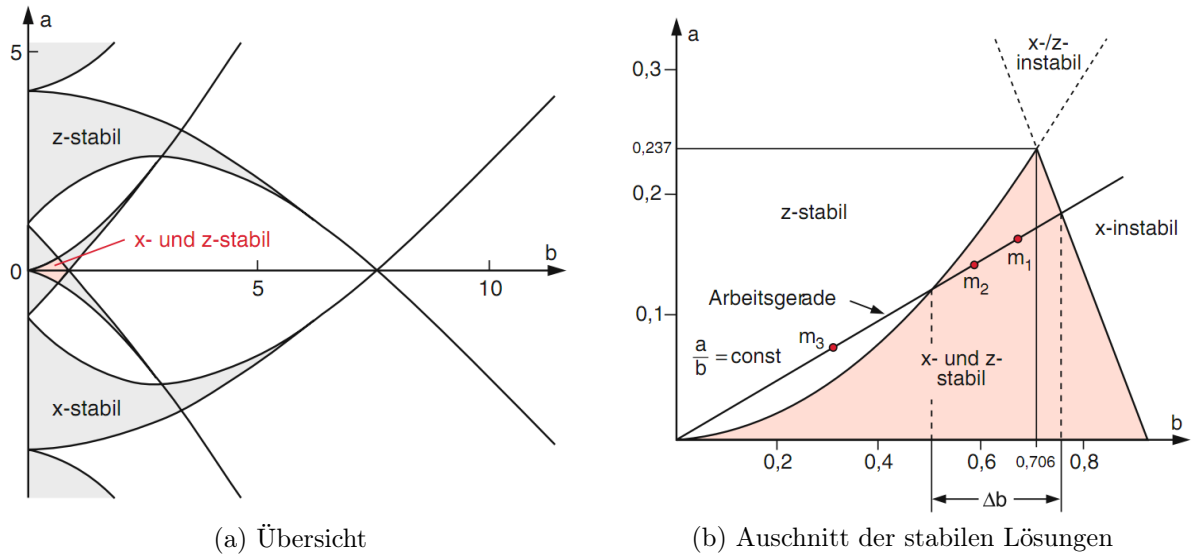 a
5
z-stabil
x- und z-stabil
0
5
10
b
x-stabil
(a) Übersicht
a
0,3
x-/z-
instabil
0,237
0,2
z-stabil
x-instabil
m1
m2
Arbeitsgerade
0,1
m3
a/b = const
x- und z-
stabil
b
0,2
0,4
0,6
0,706
0,8
Δb
(b) Auschnitt der stabilen Lösungen